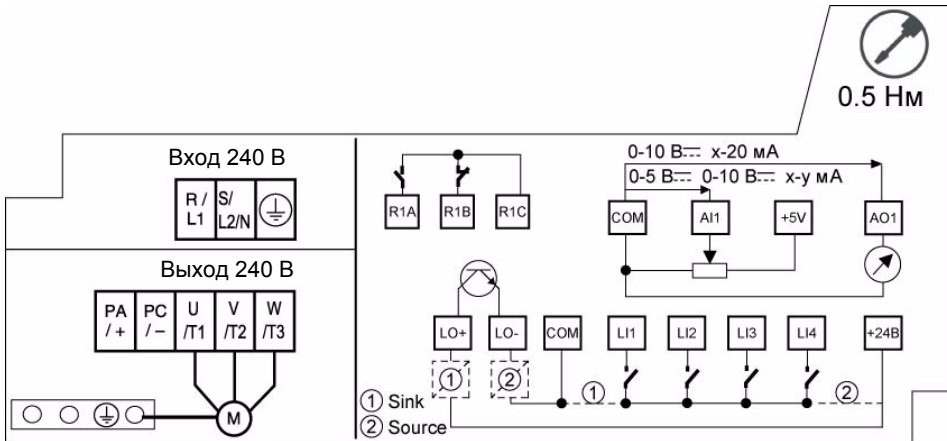 0.5 Нм
Вход 240 В
R / L1
S/ L2/N
Выход 240 В
PA / +
PC / –
U /T1
V /T2
W /T3
M
R1A
R1B
R1C
0-10 В x-20 мА
0-5 В 0-10 В x-y мА
COM
AI1
+5V
AO1
LO+
LO-
COM
LI1
LI2
LI3
LI4
+24В
1
2
1
2
① Sink
② Source